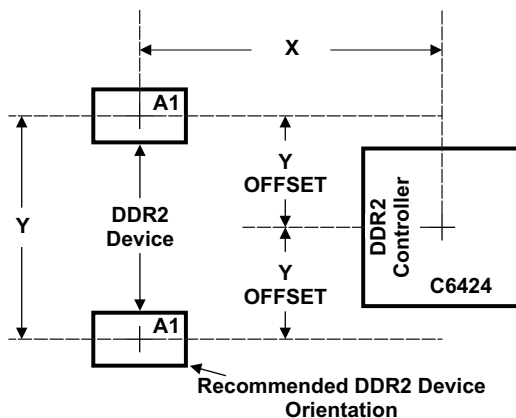 X
A1
Y
OFFSET
Y
DDR2
Device
DDR2
Controller
C6424
Y
OFFSET
A1
Recommended DDR2 Device
Orientation